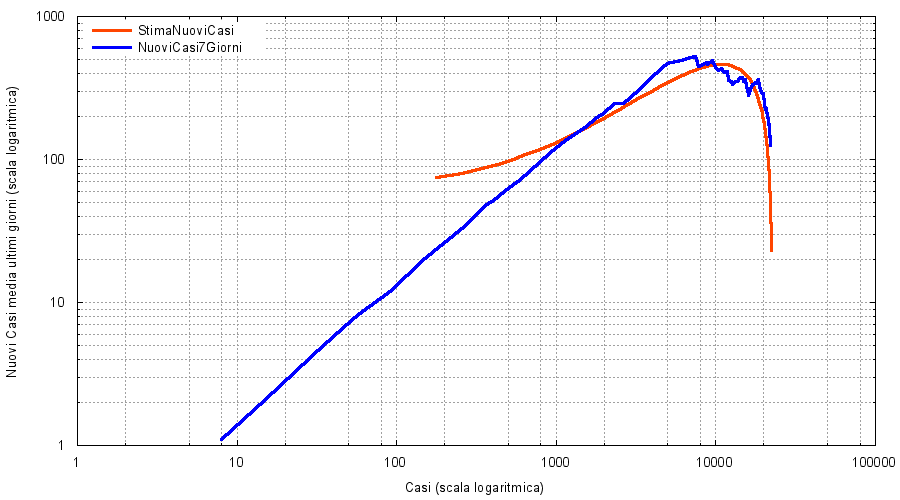 1000
StimaNuoviCasi
NuoviCasi7Giorni
100
10
1
1
10
100
1000
10000
100000
Nuovi Casi media ultimi giorni (scala logaritmica)
Casi (scala logaritmica)